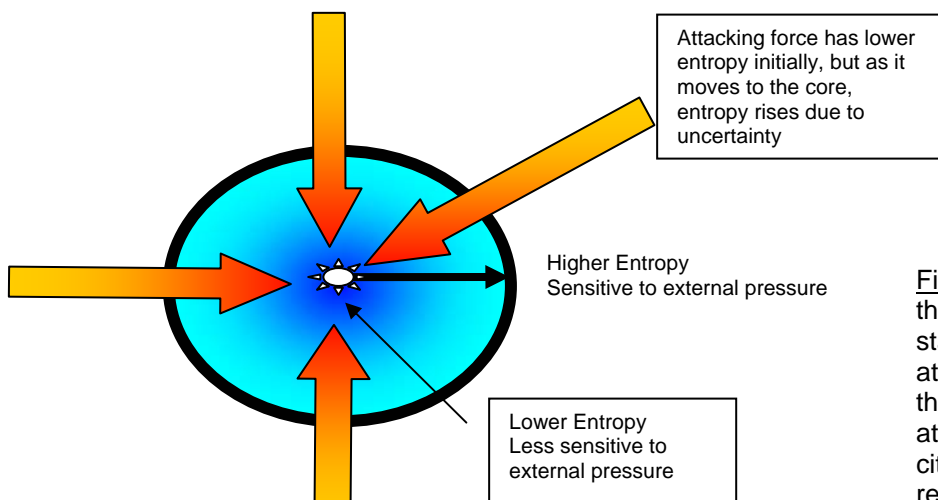 Attacking force has lower
entropy initially, but as it
moves to the core,
entropy rises due to
uncertainty
Higher Entropy
Sensitive to external pressure
Lower Entropy
Less sensitive to
external pressure